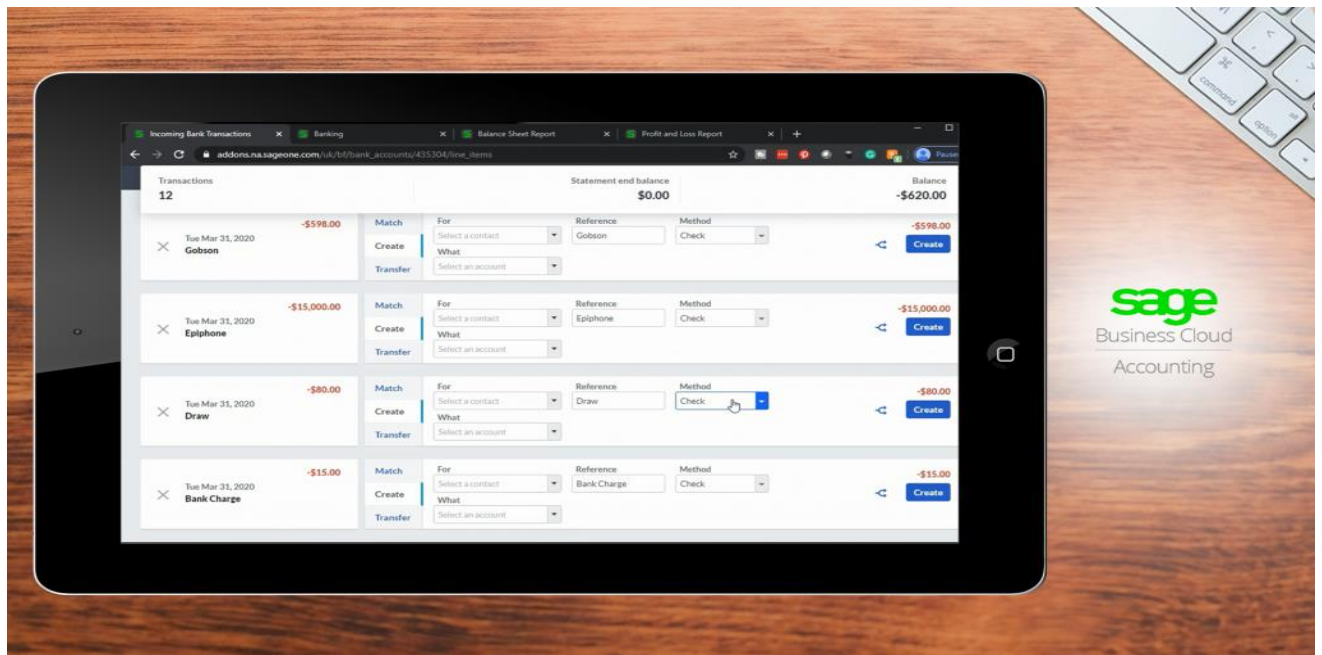 Incoming Bank Transactions
Banking
Balance Sheet Report
Profit and Loss Report
addons.na.sageone.com/uk/bf/bank_accounts/435304/line_items
Paused
Transactions
12
Statement end balance
$0.00
Balance
-$620.00
-$598.00
Tue Mar 31, 2020
Gobson
Match
Create
Transfer
For
Select a contact
What
Select an account
Reference
Gobson
Method
Check
-$598.00
Create
-$15,000.00
Tue Mar 31, 2020
Epiphone
Match
Create
Transfer
For
Select a contact
What
Select an account
Reference
Epiphone
Method
Check
-$15,000.00
Create
-$80.00
Tue Mar 31, 2020
Draw
Match
Create
Transfer
For
Select a contact
What
Select an account
Reference
Draw
Method
Check
-$80.00
Create
-$15.00
Tue Mar 31, 2020
Bank Charge
Match
Create
Transfer
For
Select a contact
What
Select an account
Reference
Bank Charge
Method
Check
-$15.00
Create
command
option
alt
sage
Business Cloud
Accounting